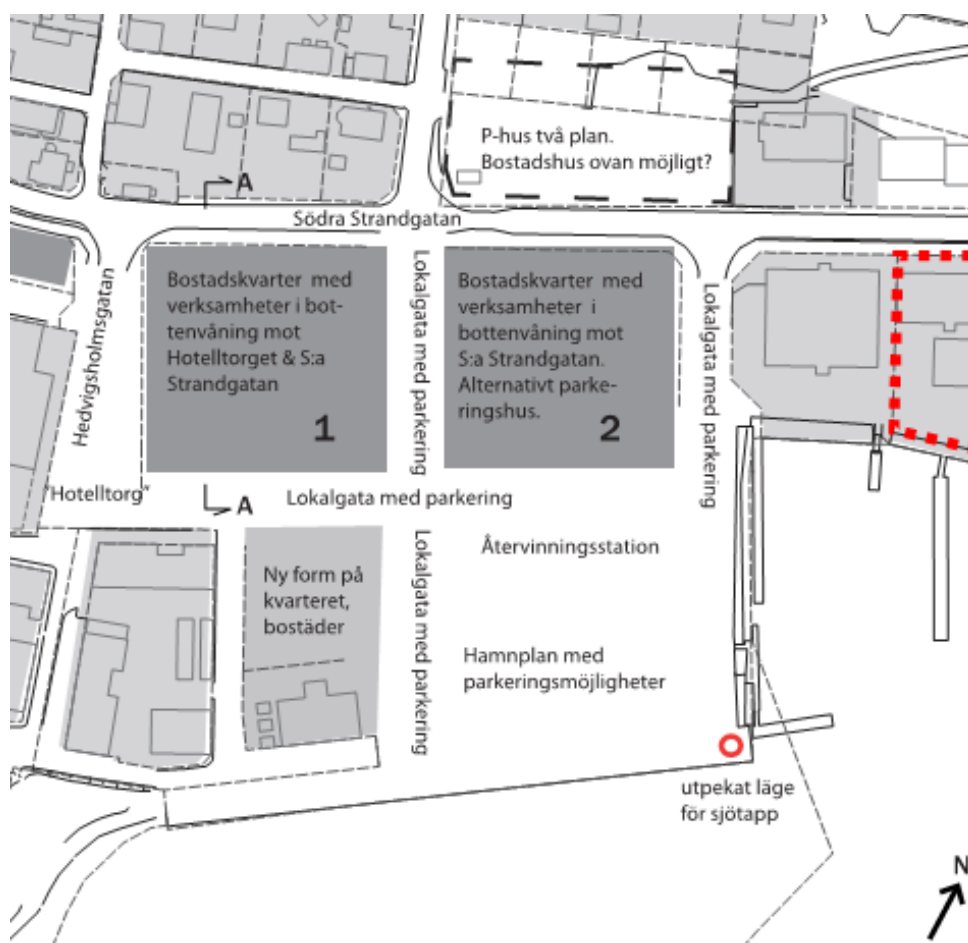 P-hus två plan.
Bostadshus ovan möjligt?
A
Södra Strandgatan
Hedvigsholmsgatan
Bostadskvarter med
verksamheter i bot-
tenvåning mot
Hotelltorget & S:a
Strandgatan
1
Lokalgata med parkering
Bostadskvarter med
verksamheter i
bottenvåning mot
S:a Strandgatan.
Alternativt parke-
ringshus.
2
Lokalgata med parkering
"Hotelltorg"
A
Lokalgata med parkering
Ny form på
kvarteret,
bostäder
Lokalgata med parkering
Återvinningsstation
Hamnplan med
parkeringsmöjligheter
utpekat läge
för sjötapp
N